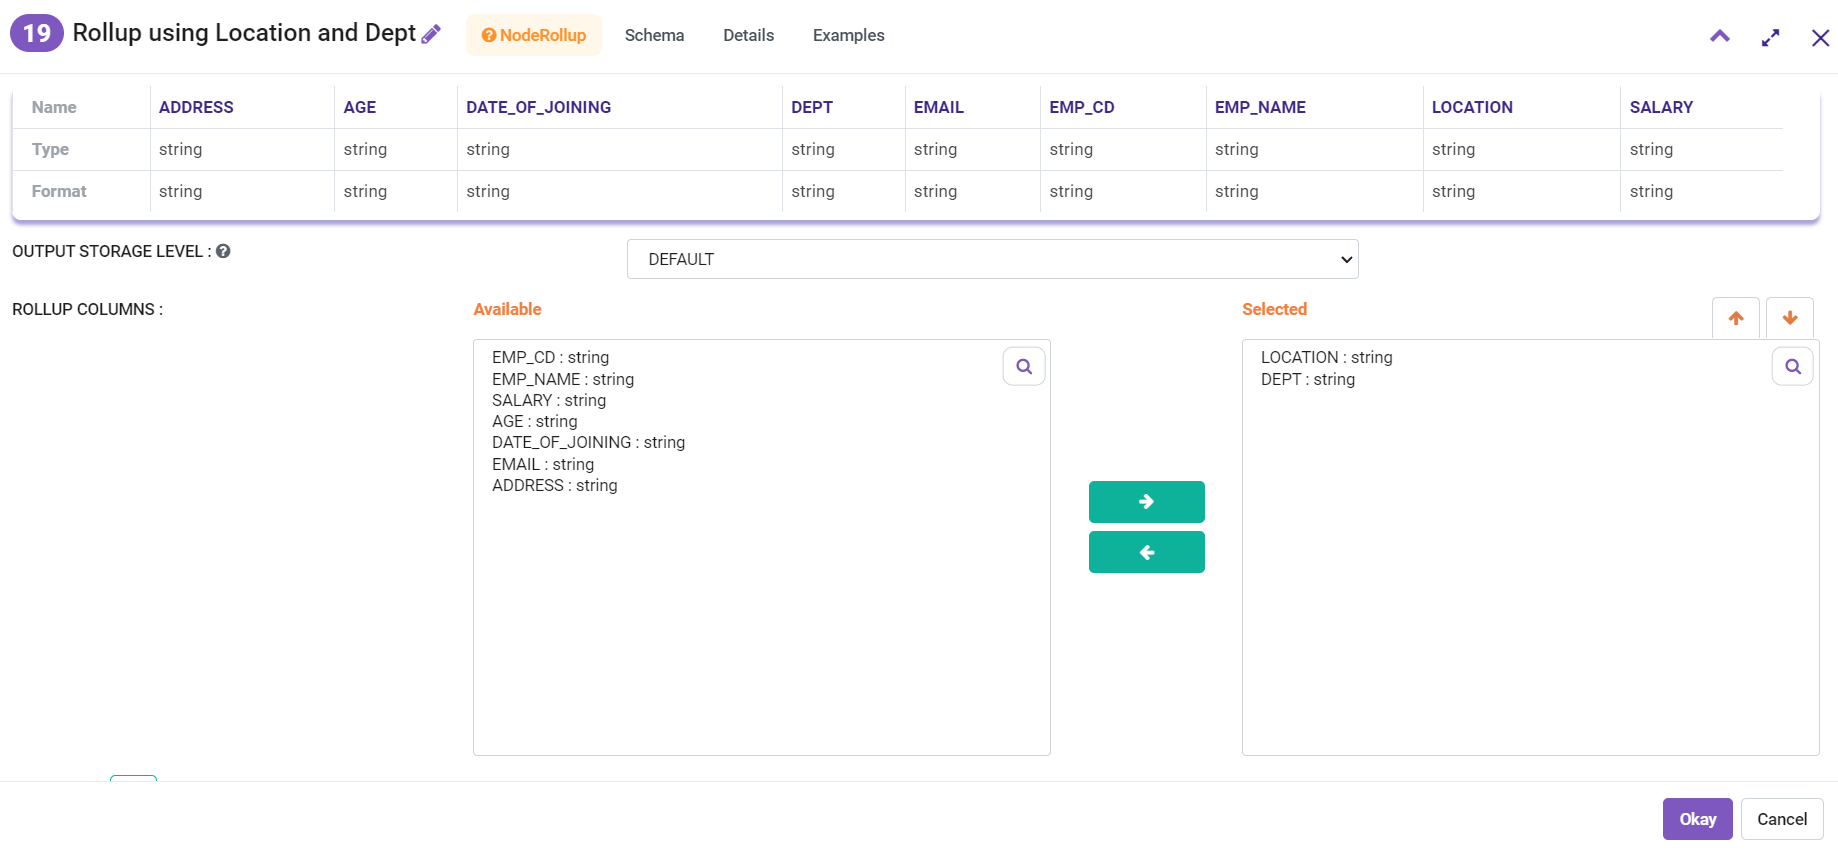 19 Rollup using Location and Dept NodeRollup Schema Details Examples
Name ADDRESS AGE DATE_OF_JOINING DEPT EMAIL EMP_CD EMP_NAME LOCATION SALARY
Type string string string string string string string string string
Format string string string string string string string string string
OUTPUT STORAGE LEVEL : DEFAULT
ROLLUP COLUMNS : Available Selected
EMP_CD : string
EMP_NAME : string
SALARY : string
AGE : string
DATE_OF_JOINING : string
EMAIL : string
ADDRESS : string
LOCATION : string
DEPT : string
Okay Cancel